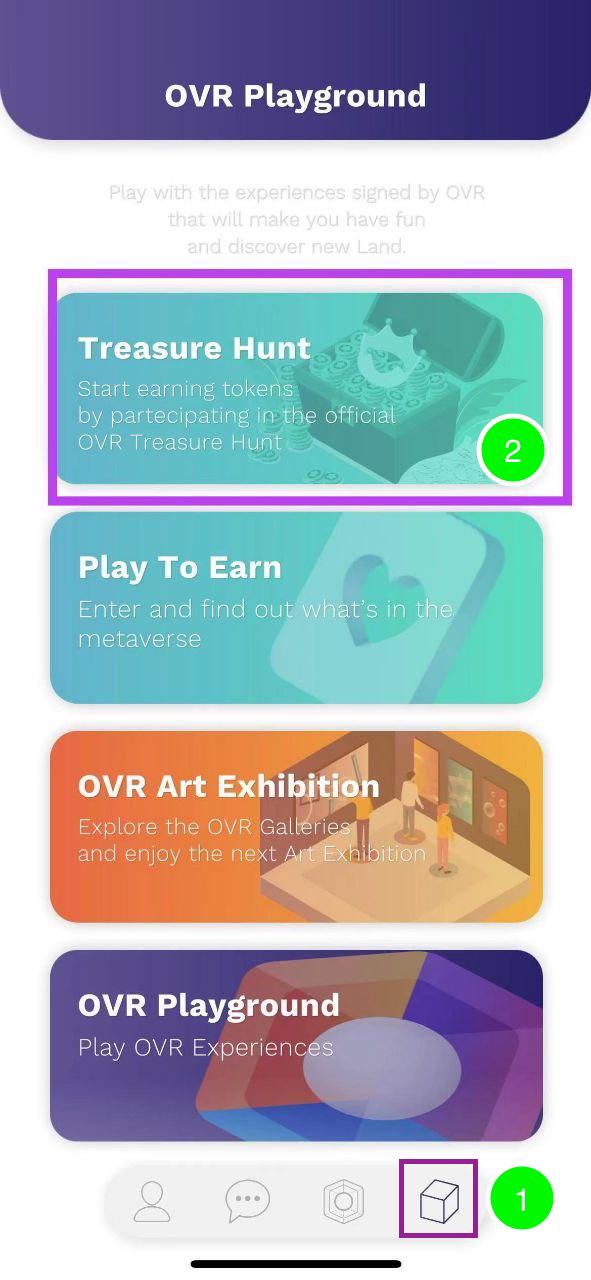 OVR Playground
Play with the experiences signed by OVR
that will make you have fun
and discover new Land.
Treasure Hunt
Start earning tokens
by partecipating in the official
OVR Treasure Hunt
2
Play To Earn
Enter and find out what's in the
metaverse
OVR Art Exhibition
Explore the OVR Galleries
and enjoy the next Art Exhibition
OVR Playground
Play OVR Experiences
1